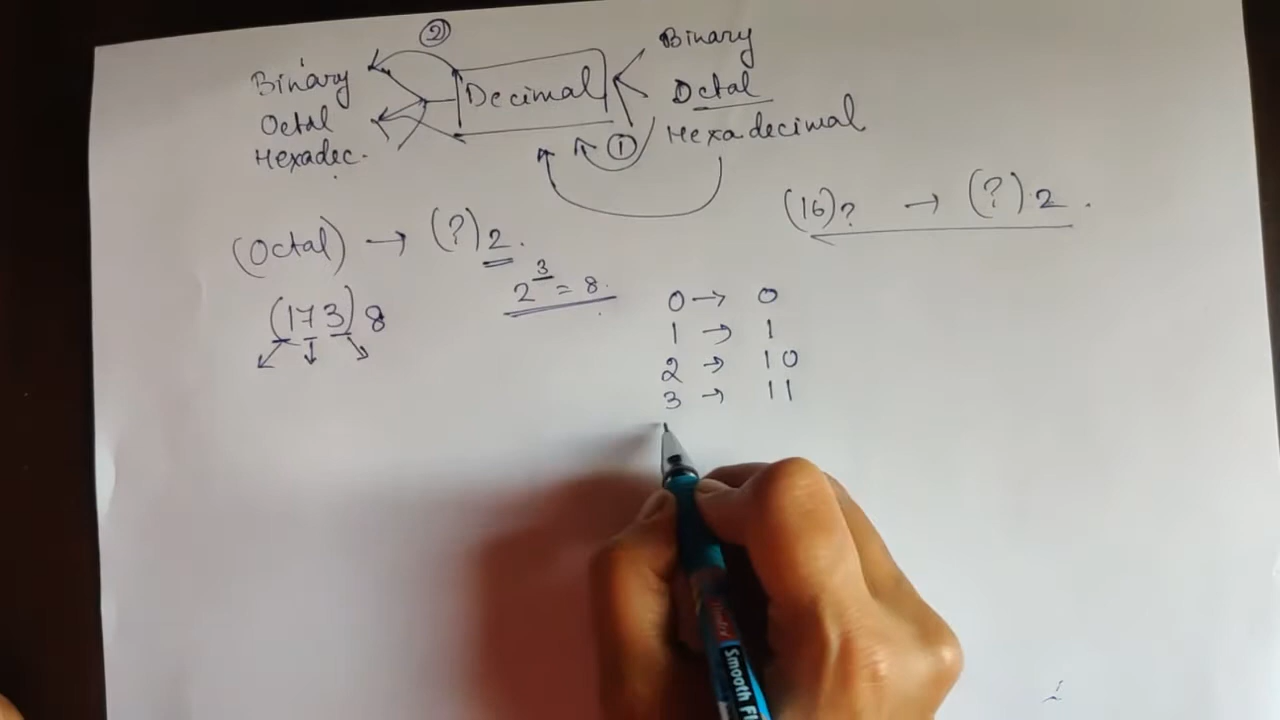 ②
Binary
Octal
Hexadec.
Decimal
Binary
Octal
Hexadecimal
①
(Octal) → (?)2.
(16)? → (?).2.
2^3 = 8.
(173)8
0 → 0
1 → 1
2 → 10
3 → 11
Smooth